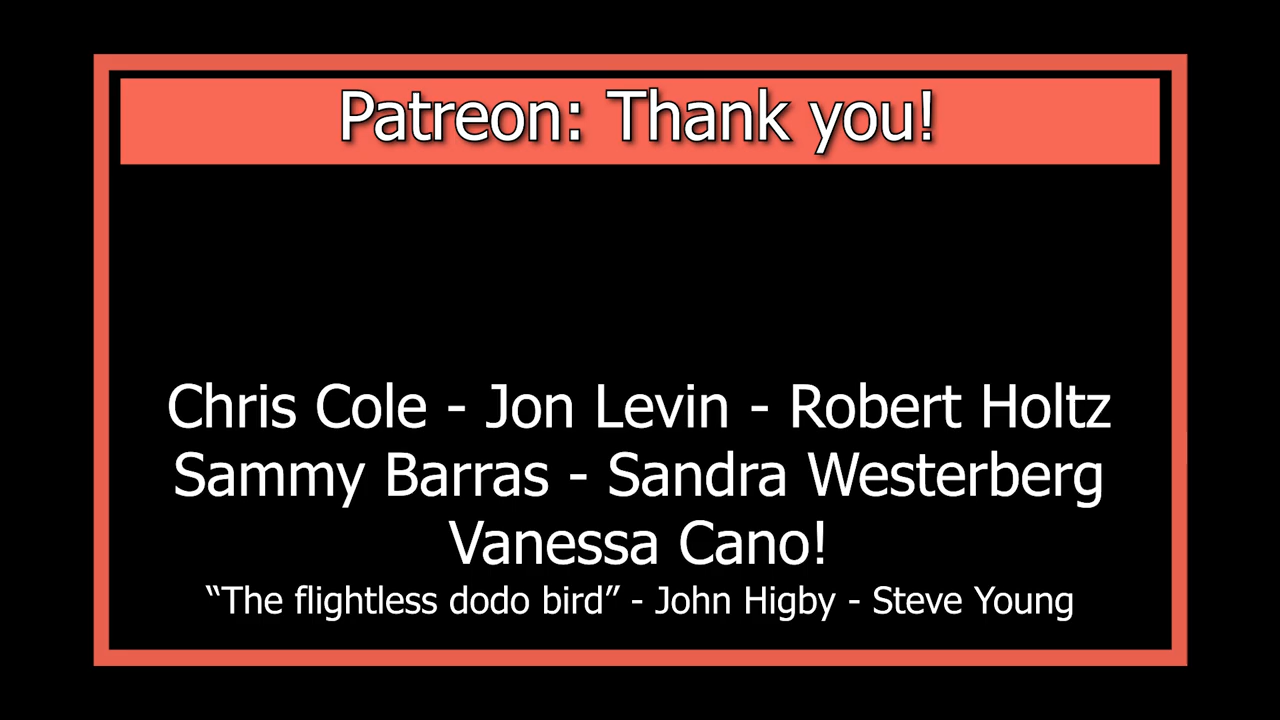 Patreon: Thank you!
Chris Cole - Jon Levin - Robert Holtz
Sammy Barras - Sandra Westerberg
Vanessa Cano!
“The flightless dodo bird” - John Higby - Steve Young